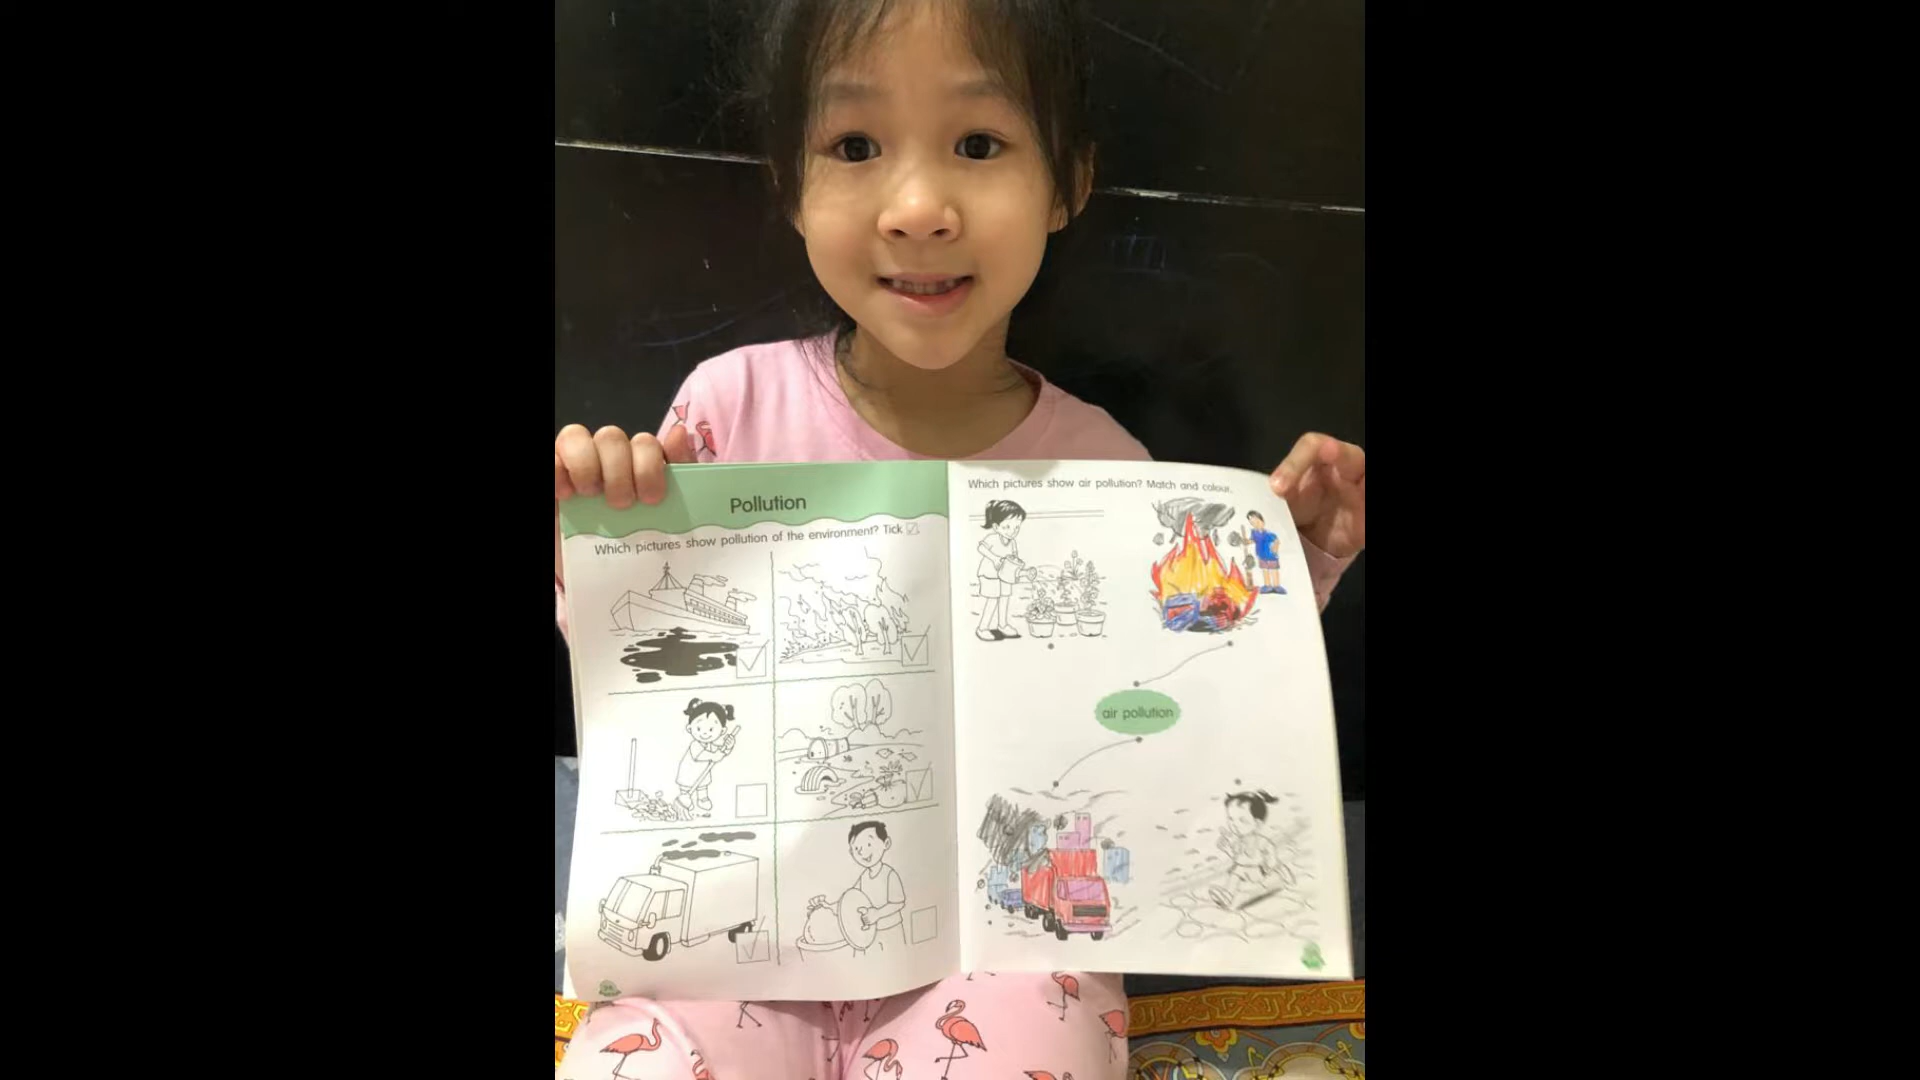 Pollution
Which pictures show pollution of the environment? Tick
Which pictures show air pollution? Match and colour.
air pollution